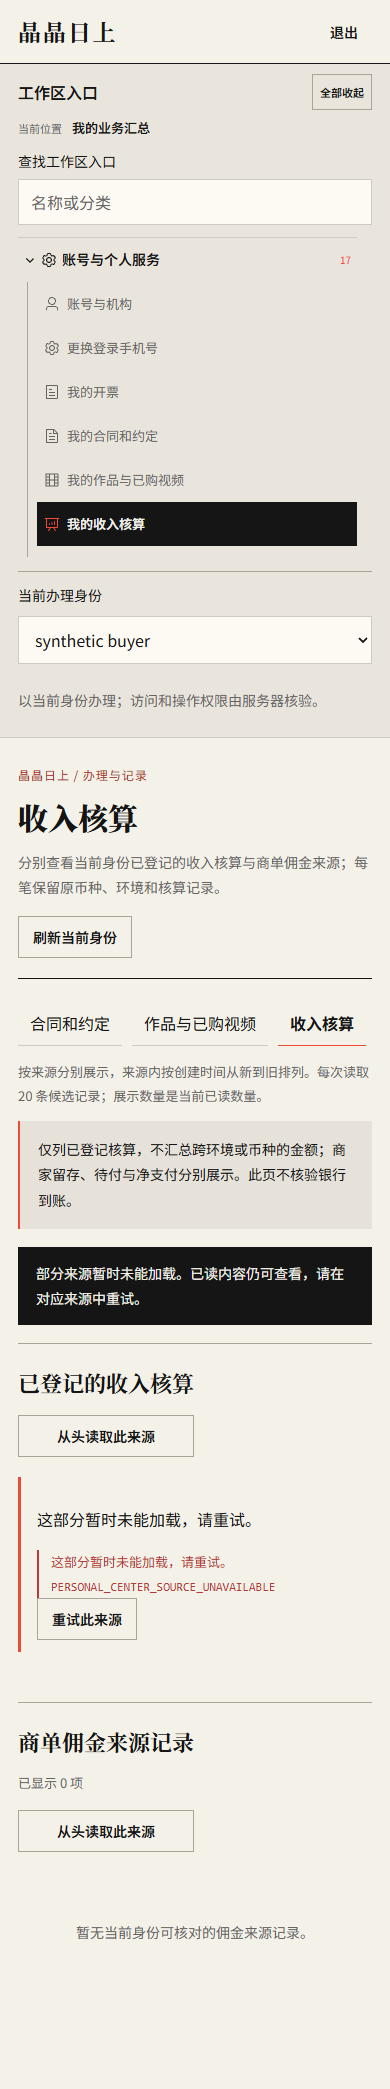 晶晶日上
退出
工作区入口
全部收起
当前位置 我的业务汇总
查找工作区入口
名称或分类
账号与个人服务
17
账号与机构
更换登录手机号
我的开票
我的合同和约定
我的作品与已购视频
我的收入核算
当前办理身份
synthetic buyer
以当前身份办理；访问和操作权限由服务器核验。
晶晶日上 / 办理与记录
收入核算
分别查看当前身份已登记的收入核算与商单佣金来源；每
笔保留原币种、环境和核算记录。
刷新当前身份
合同和约定
作品与已购视频
收入核算
按来源分别展示，来源内按创建时间从新到旧排列。每次读取
20 条候选记录；展示数量是当前已读数量。
仅列已登记核算，不汇总跨环境或币种的金额；商
家留存、待付与净支付分别展示。此页不核验银行
到账。
部分来源暂时未能加载。已读内容仍可查看，请在
对应来源中重试。
已登记的收入核算
从头读取此来源
这部分暂时未能加载，请重试。
这部分暂时未能加载，请重试。
PERSONAL_CENTER_SOURCE_UNAVAILABLE
重试此来源
商单佣金来源记录
已显示 0 项
从头读取此来源
暂无当前身份可核对的佣金来源记录。